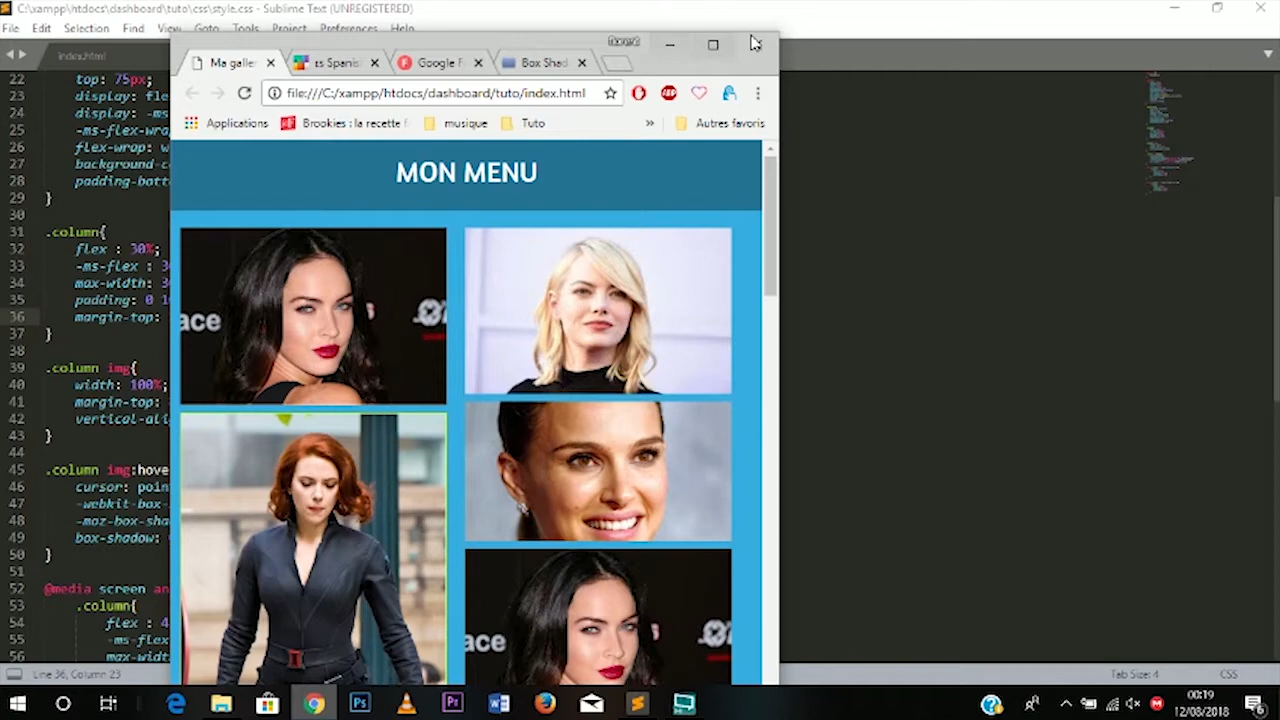 C:\xampp\htdocs\dashboard\tuto\css\style.css - Sublime Text (UNREGISTERED)
File Edit Selection Find View Goto Tools Project Preferences Help
index.html
Ma galler
ts Spanis
Google F
Box Shad
file:///C:/xampp/htdocs/dashboard/tuto/index.html
ABP
Applications
Brookies : la recette f
musique
Tuto
»
Autres favoris
MON MENU
22 top: 75px;
23 display: fle
24 display: -ms
25 -ms-flex-wrap
26 flex-wrap: w
27 background-co
28 padding-bott
29 }
30
31 .column{
32 flex : 30%;
33 -ms-flex : 3
34 max-width: 3
35 padding: 0 1
36 margin-top:
37 }
38
39 .column img{
40 width: 100%;
41 margin-top:
42 vertical-ali
43 }
44
45 .column img:hove
46 cursor: poin
47 -webkit-box-
48 -moz-box-sha
49 box-shadow:
50 }
51
52 @media screen an
53 .column{
54 flex : 4
55 -ms-flex
56 max-widt
ace
ace
Line 36, Column 23
Tab Size: 4
CSS
00:19
12/08/2018